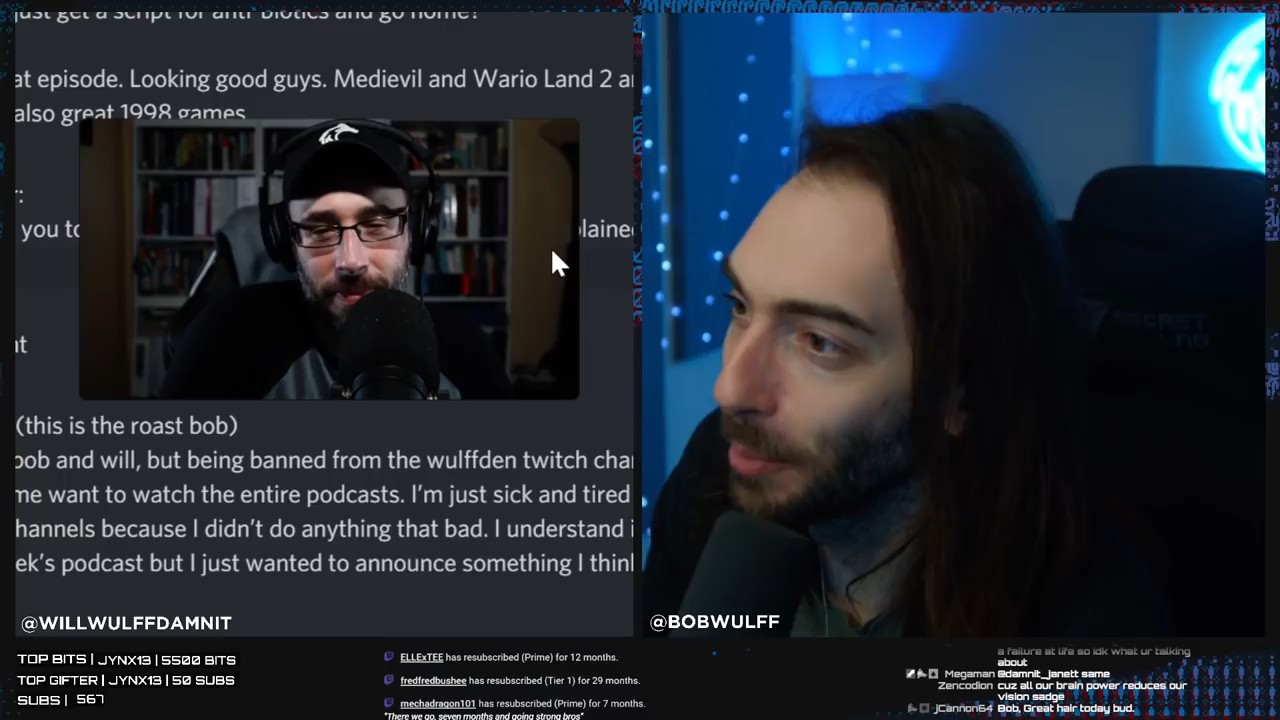 just get a script for anti-biotics and go home?
at episode. Looking good guys. Medievil and Wario Land 2 a
also great 1998 games
r:
you to
plaine
nt
(this is the roast bob)
bob and will, but being banned from the wulffden twitch chan
me want to watch the entire podcasts. I'm just sick and tired
hannels because I didn't do anything that bad. I understand i
ek's podcast but I just wanted to announce something I think
@WILLWULFFDAMNIT
@BOBWULFF
TOP BITS | JYNX13 | 5500 BITS
TOP GIFTER | JYNX13 | 50 SUBS
SUBS | 567
ELLExTEE has resubscribed (Prime) for 12 months.
fredfredbushee has resubscribed (Tier 1) for 29 months.
mechadragon101 has resubscribed (Prime) for 7 months.
"There we go, seven months and going strong bros"
a failure at life so idk what ur talking
about
Megaman @damnit_janett same
Zencodion cuz all our brain power reduces our
vision sadge
jCannon64 Bob, Great hair today bud.